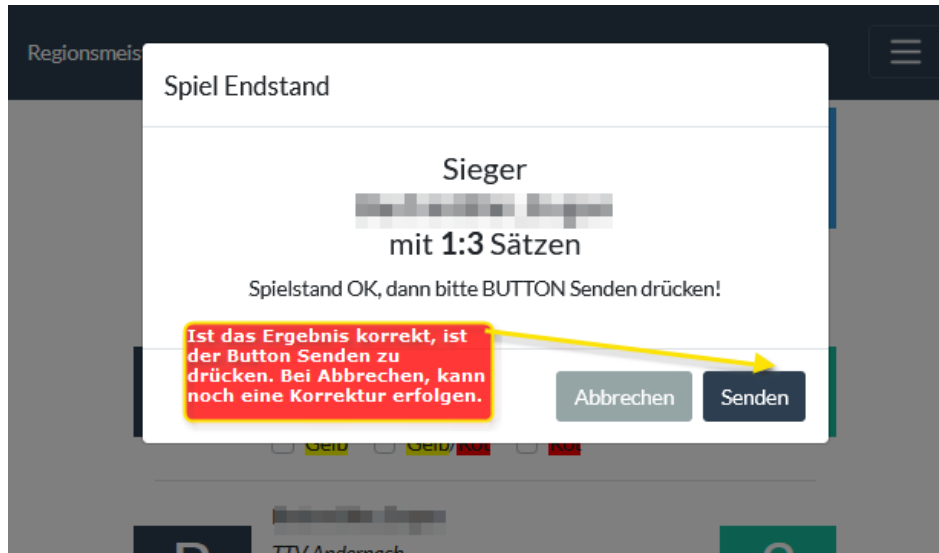 Regionsmeis
Spiel Endstand
Sieger
mit 1:3 Sätzen
Spielstand OK, dann bitte BUTTON Senden drücken!
Ist das Ergebnis korrekt, ist
der Button Senden zu
drücken. Bei Abbrechen, kann
noch eine Korrektur erfolgen.
Abbrechen
Senden
Gelb Gelb/Rot Rot
TTV Andernach